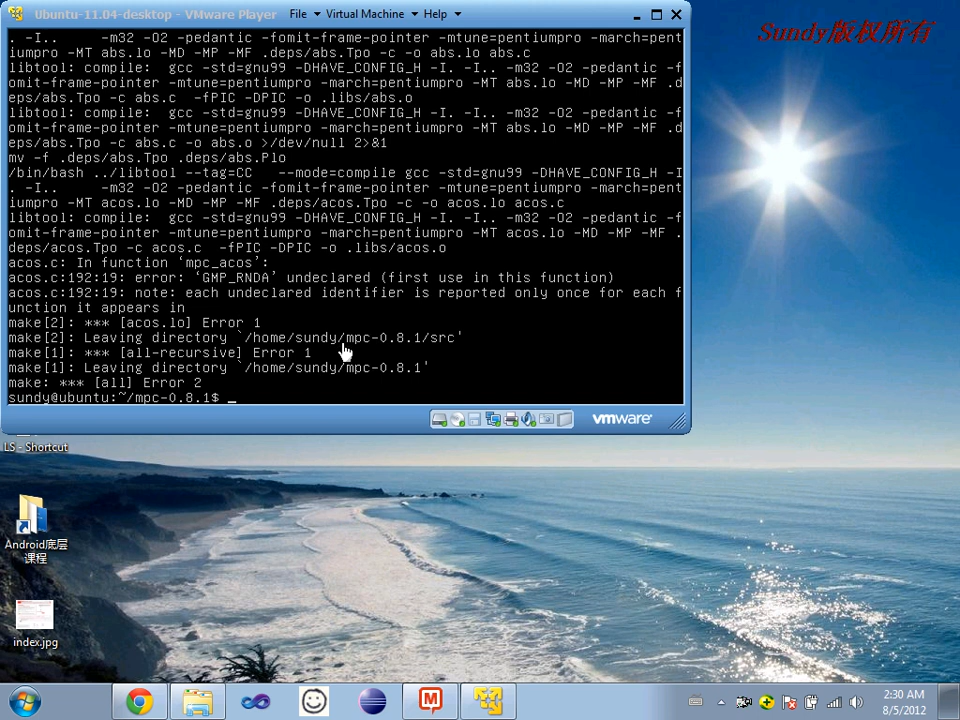 Ubuntu-11.04-desktop - VMware Player File Virtual Machine Help
Sundy版权所有
. -I.. -m32 -O2 -pedantic -fomit-frame-pointer -mtune=pentiumpro -march=pent
iumpro -MT abs.lo -MD -MP -MF .deps/abs.Tpo -c -o abs.lo abs.c
libtool: compile: gcc -std=gnu99 -DHAVE_CONFIG_H -I. -I.. -m32 -O2 -pedantic -f
omit-frame-pointer -mtune=pentiumpro -march=pentiumpro -MT abs.lo -MD -MP -MF .d
eps/abs.Tpo -c abs.c -fPIC -DPIC -o .libs/abs.o
libtool: compile: gcc -std=gnu99 -DHAVE_CONFIG_H -I. -I.. -m32 -O2 -pedantic -f
omit-frame-pointer -mtune=pentiumpro -march=pentiumpro -MT abs.lo -MD -MP -MF .d
eps/abs.Tpo -c abs.c -o abs.o >/dev/null 2>&1
mv -f .deps/abs.Tpo .deps/abs.Plo
/bin/bash ../libtool --tag=CC --mode=compile gcc -std=gnu99 -DHAVE_CONFIG_H -I
. -I.. -m32 -O2 -pedantic -fomit-frame-pointer -mtune=pentiumpro -march=pent
iumpro -MT acos.lo -MD -MP -MF .deps/acos.Tpo -c -o acos.lo acos.c
libtool: compile: gcc -std=gnu99 -DHAVE_CONFIG_H -I. -I.. -m32 -O2 -pedantic -f
omit-frame-pointer -mtune=pentiumpro -march=pentiumpro -MT acos.lo -MD -MP -MF .
deps/acos.Tpo -c acos.c -fPIC -DPIC -o .libs/acos.o
acos.c: In function ‘mpc_acos’:
acos.c:192:19: error: ‘GMP_RNDA’ undeclared (first use in this function)
acos.c:192:19: note: each undeclared identifier is reported only once for each f
unction it appears in
make[2]: *** [acos.lo] Error 1
make[2]: Leaving directory `/home/sundy/mpc-0.8.1/src'
make[1]: *** [all-recursive] Error 1
make[1]: Leaving directory `/home/sundy/mpc-0.8.1'
make: *** [all] Error 2
sundy@ubuntu:~/mpc-0.8.1$ _
vmware
LS - Shortcut
Android底层
课程
index.jpg
2:30 AM
8/5/2012